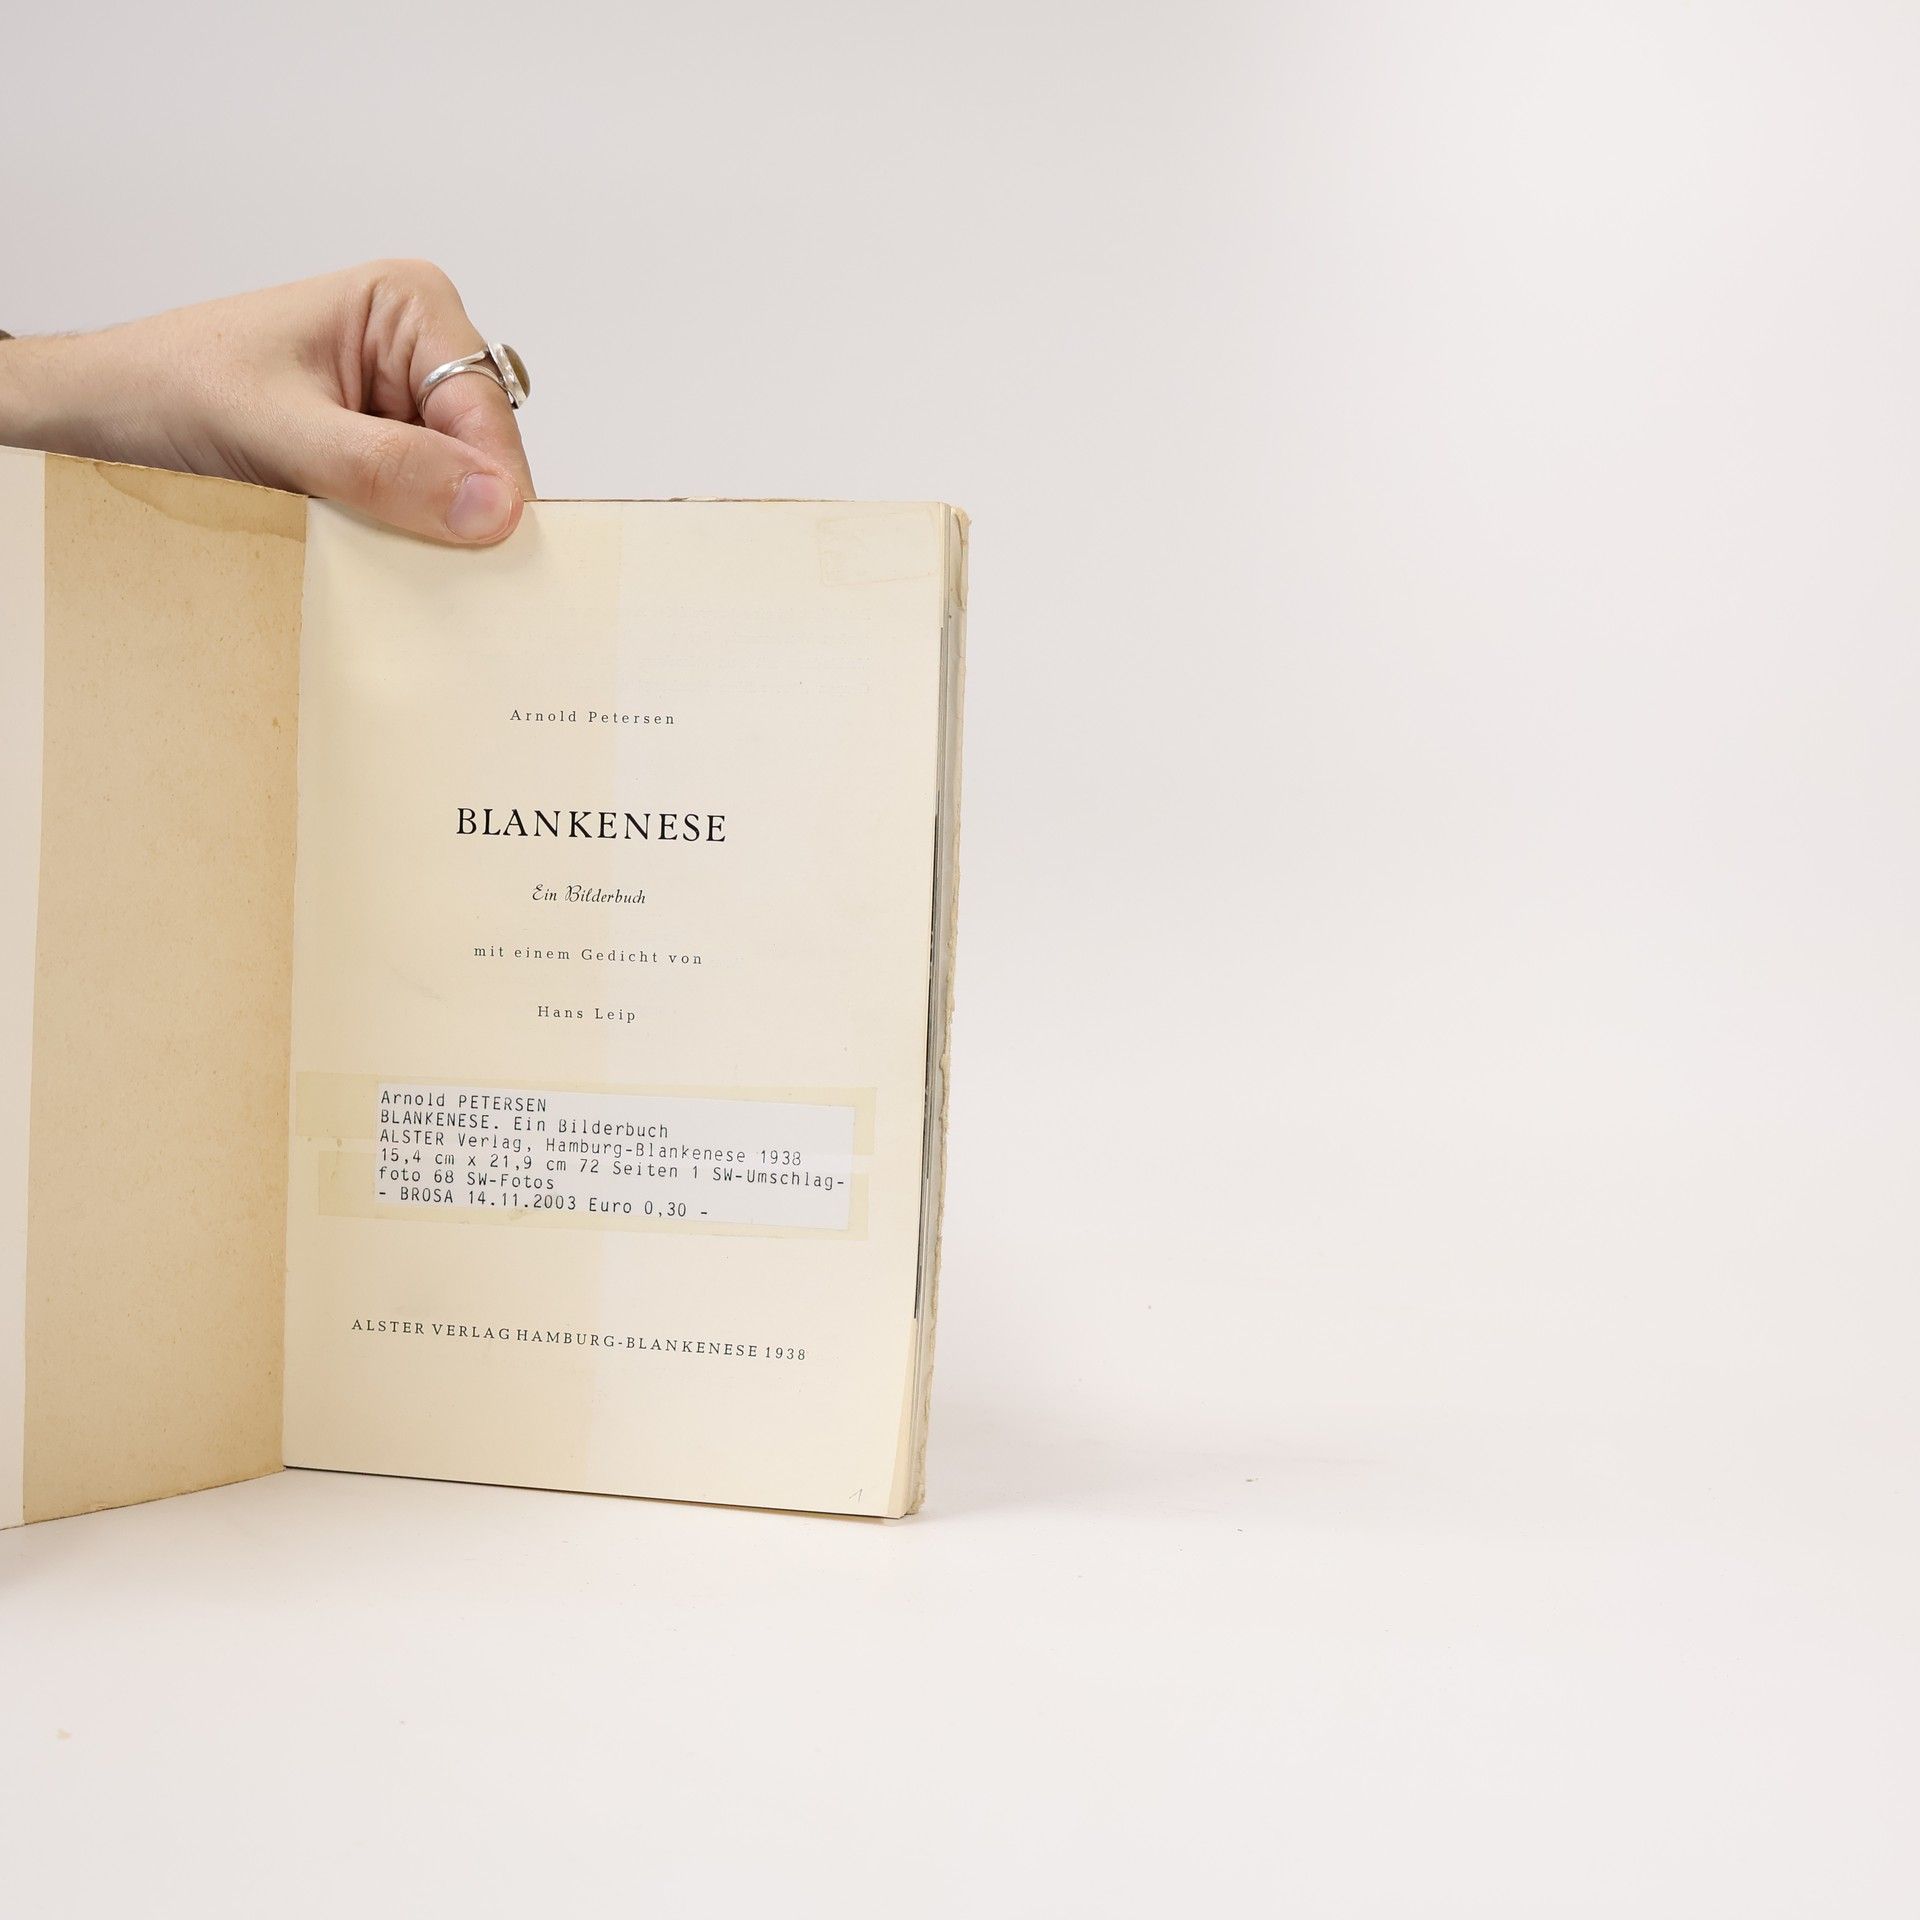 Arnold Petersen
BLANKENESE
Ein Bilderbuch
mit einem Gedicht von
Hans Leip
Arnold PETERSEN
BLANKENESE. Ein Bilderbuch
ALSTER Verlag, Hamburg-Blankenese 1938
15,4 cm x 21,9 cm 72 Seiten 1 SW-Umschlag-
foto 68 SW-Fotos
- BROSA 14.11.2003 Euro 0,30 -
ALSTER VERLAG HAMBURG-BLANKENESE 1938
1